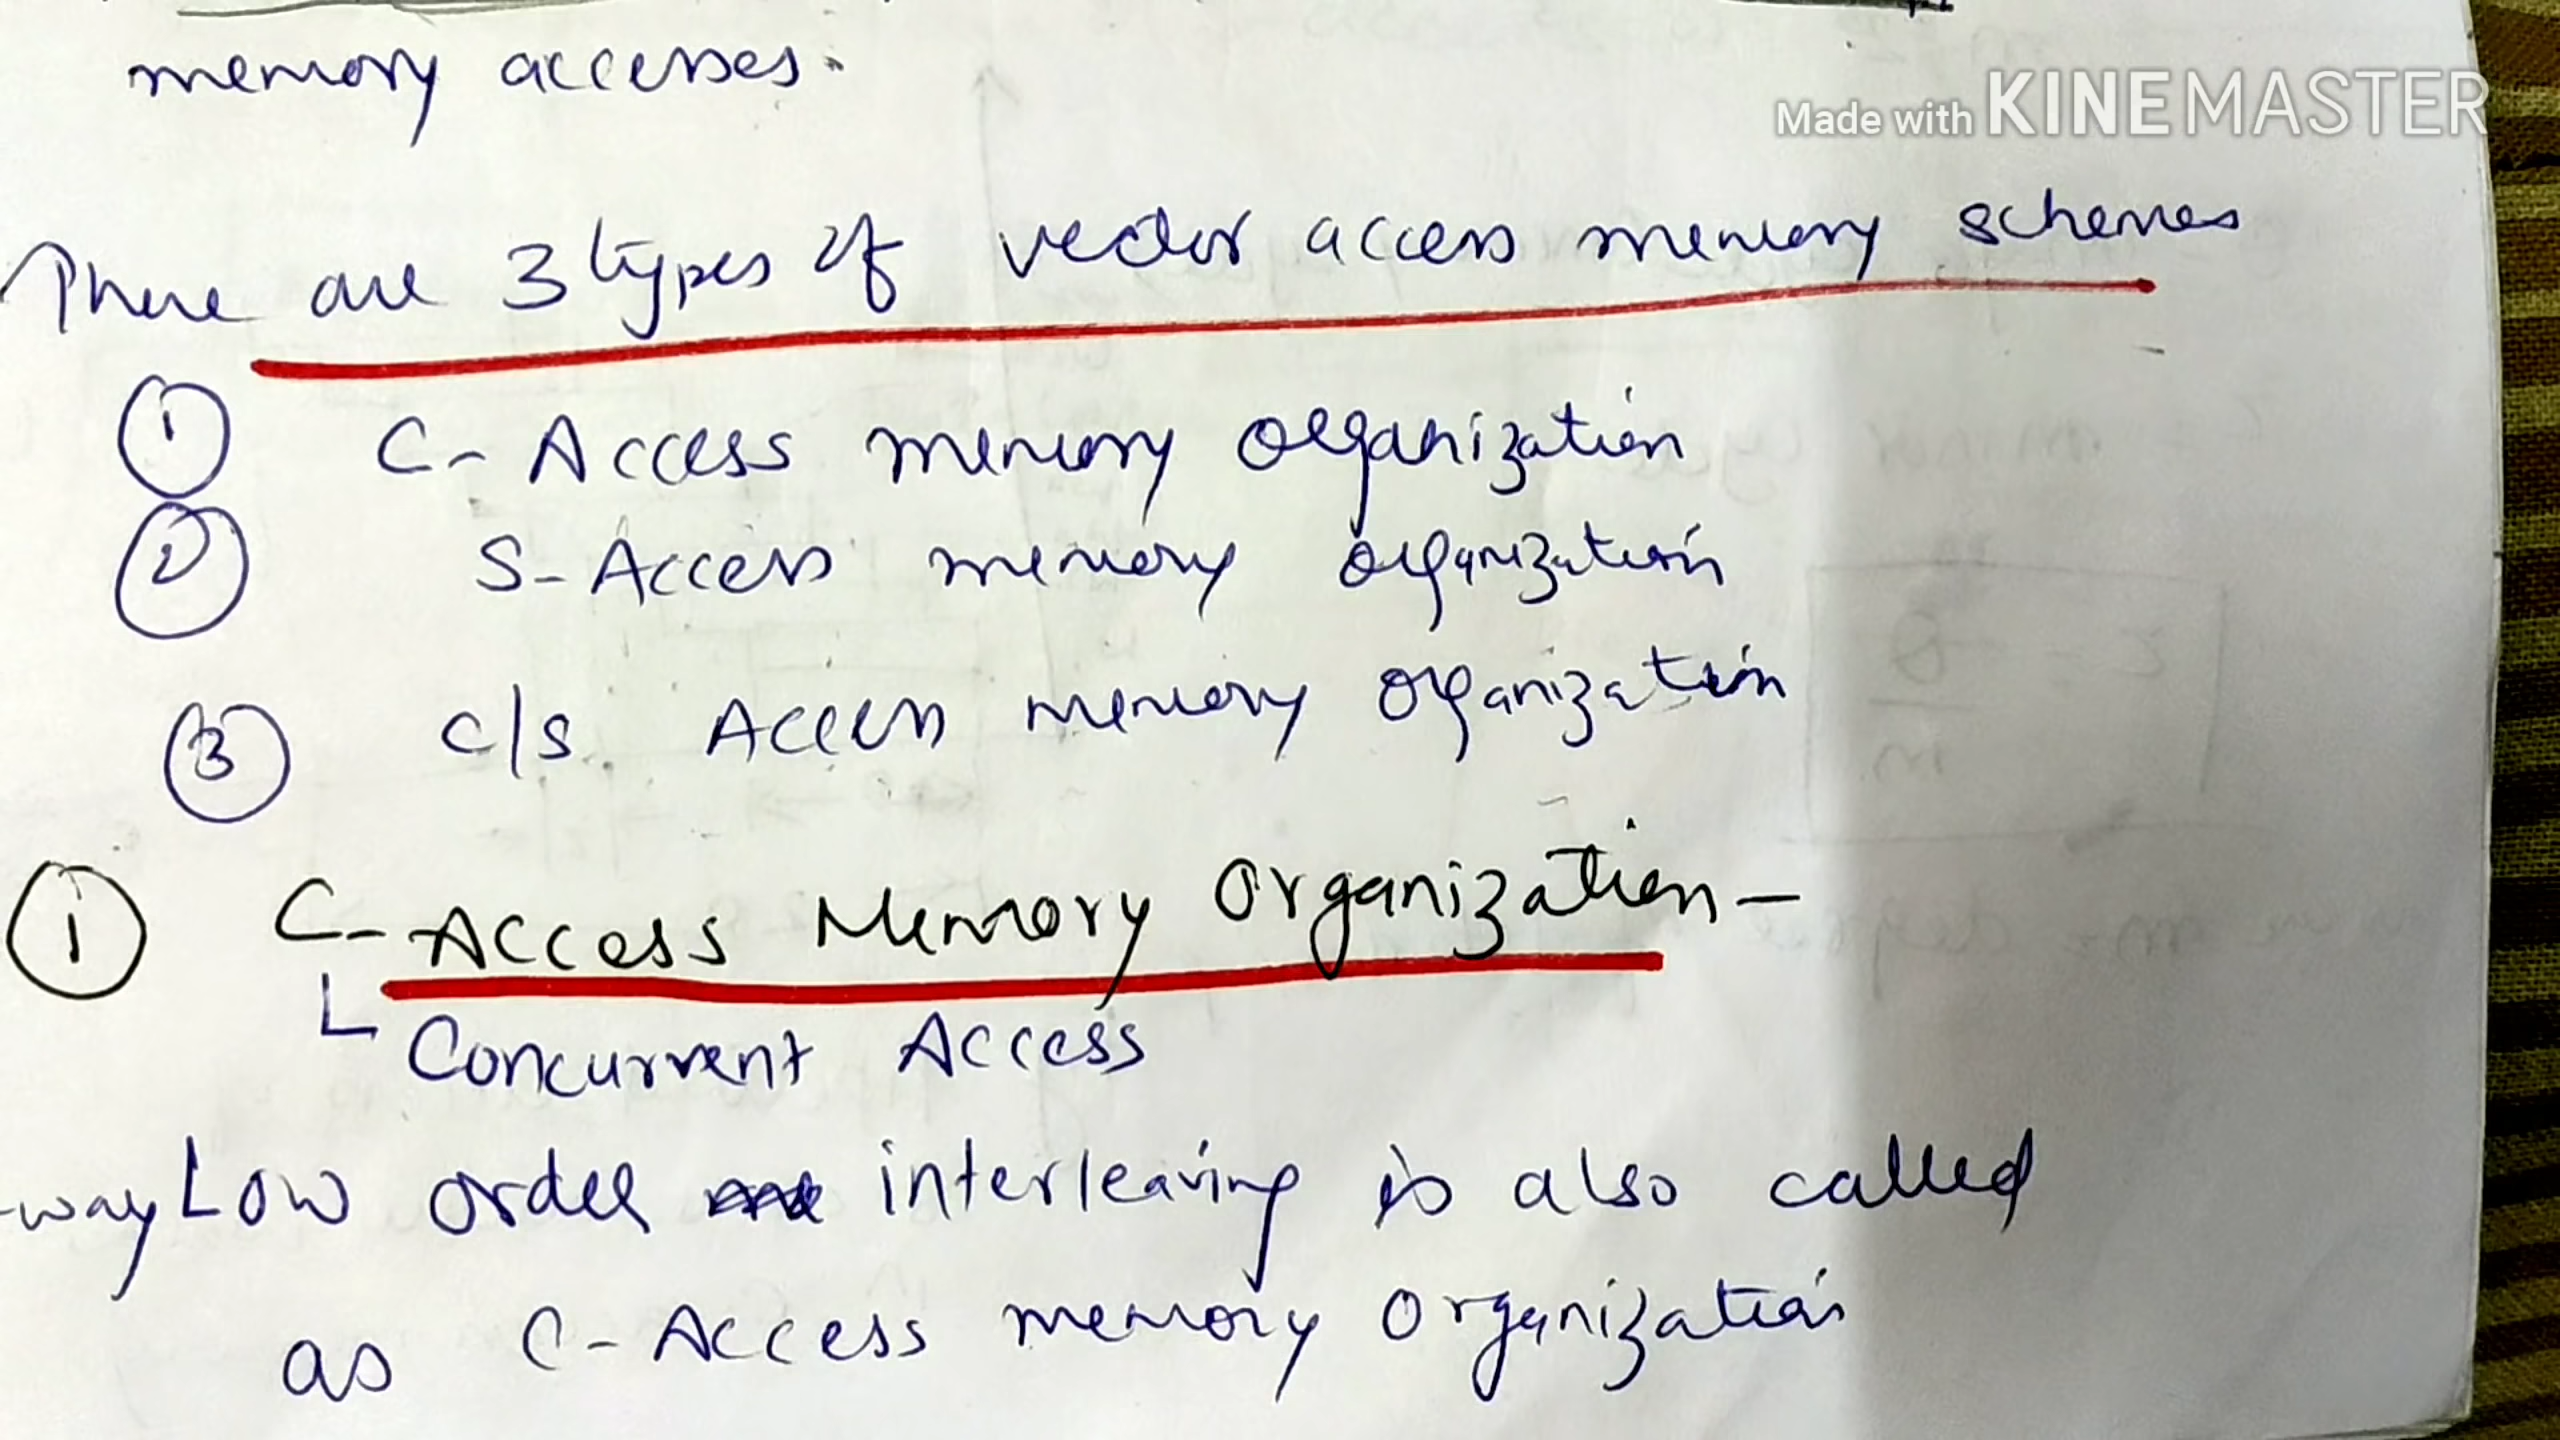 memory accesses.
Made with KINEMASTER
There are 3 types of vector access memory schemes
1 C- Access memory organization
2 S- Access memory organization
3 C/S Access memory organization
1 C- Access Memory Organization -
Concurrent Access
-way Low order interleaving is also called
as C- Access memory organization